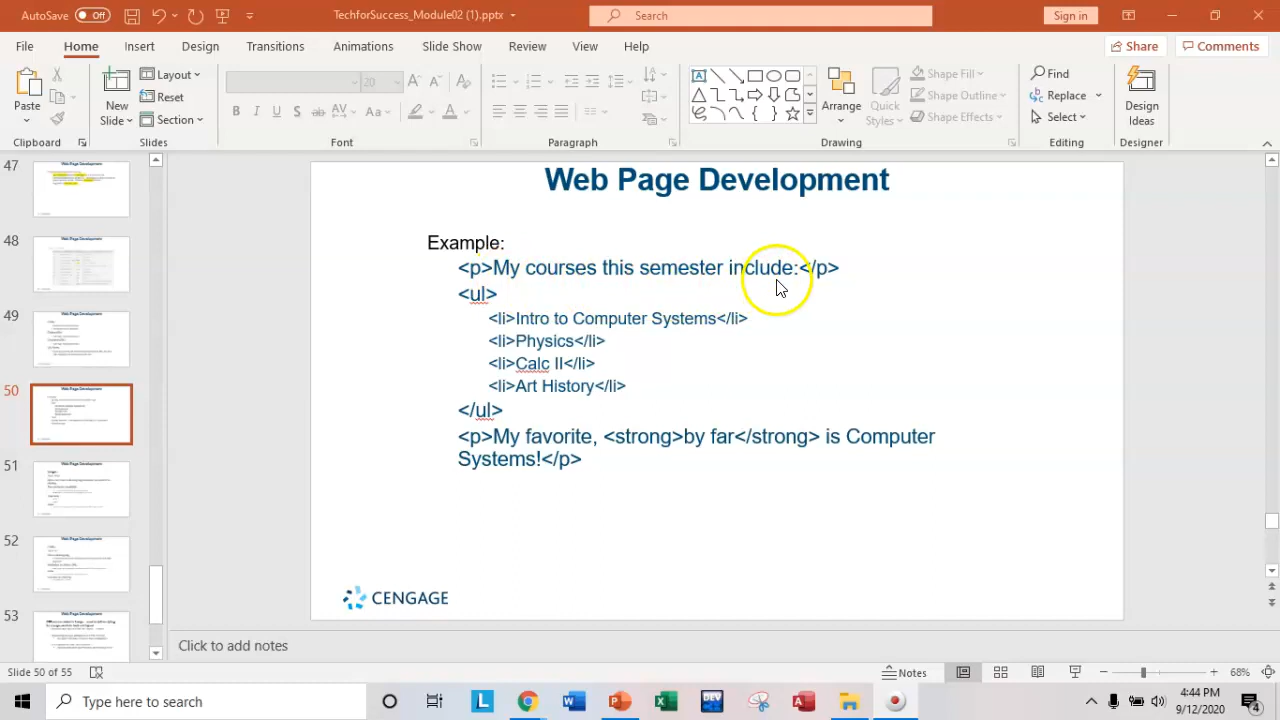 AutoSave Off TechforSuccess_Module02 (1).pptx Search Sign in
File Home Insert Design Transitions Animations Slide Show Review View Help Share Comments
Paste New Slide Layout Reset Section 20 Arrange Quick Styles Shape Fill Shape Outline Shape Effects Find Replace Select Design Ideas
Clipboard Slides Font Paragraph Drawing Editing Designer
47
48
49
50
51
52
53
Web Page Development
Example:
<p>My courses this semester include:</p>
<ul>
<li>Intro to Computer Systems</li>
<li>Physics</li>
<li>Calc II</li>
<li>Art History</li>
</ul>
<p>My favorite, <strong>by far</strong> is Computer
Systems!</p>
CENGAGE
Click to add notes
Slide 50 of 55 Notes 68%
Type here to search 4:44 PM
9/12/2020 4